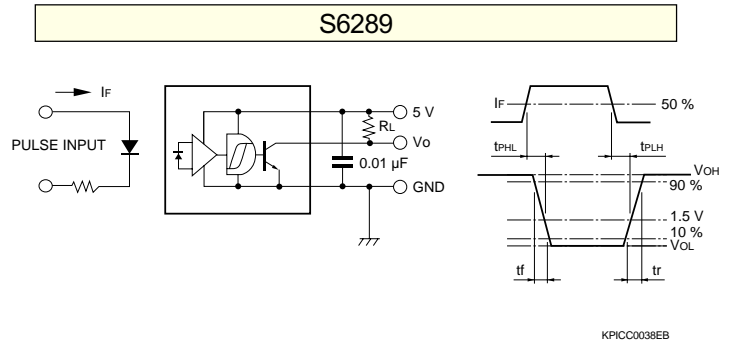 S6289
IF
PULSE INPUT
5 V
RL
Vo
0.01 µF
GND
IF
50 %
tPHL
tPLH
VOH
90 %
1.5 V
10 %
VOL
tf
tr
KPICC0038EB